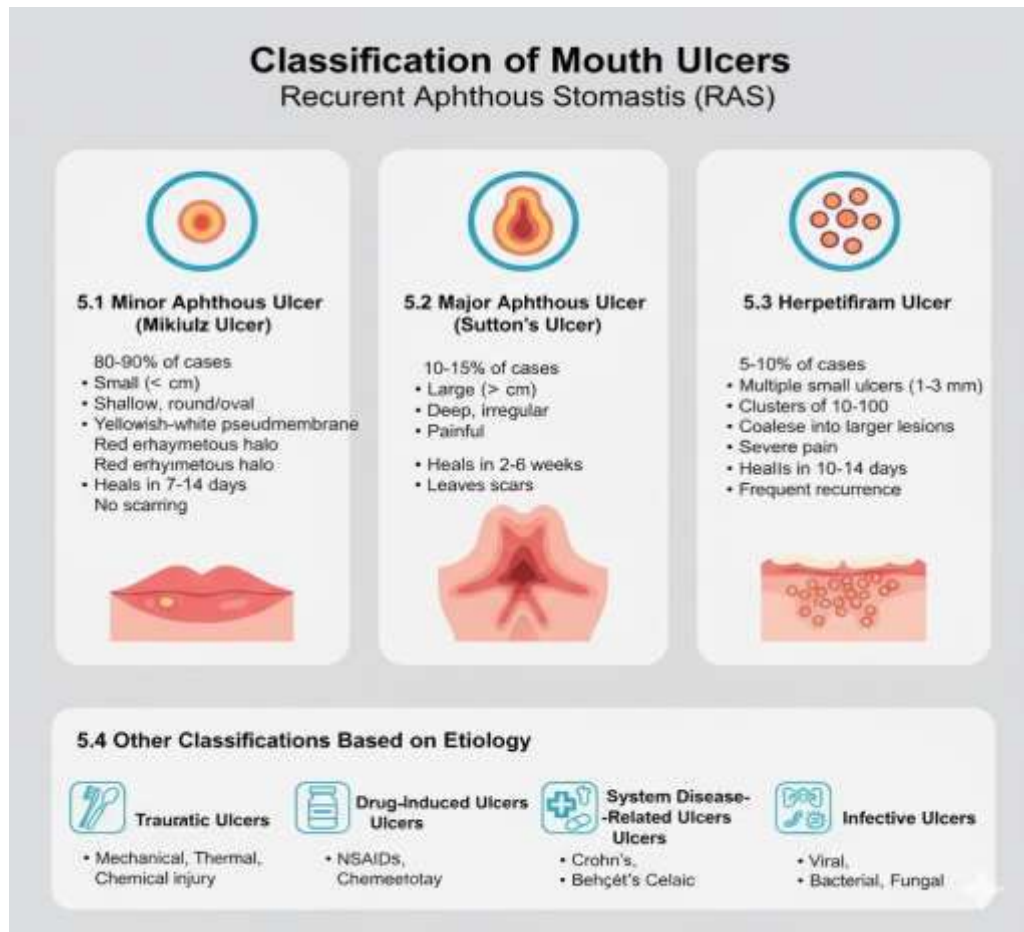 Classification of Mouth Ulcers
Recurent Aphthous Stomastis (RAS)
5.1 Minor Aphthous Ulcer
(Mikiulz Ulcer)
80-90% of cases
• Small (< cm)
• Shallow, round/oval
• Yellowish-white pseudmembrane
Red erhaymetous halo
Red erhyimetous halo
• Heals in 7-14 days
No scarring
5.2 Major Aphthous Ulcer
(Sutton's Ulcer)
10-15% of cases
• Large (> cm)
• Deep, irregular
• Painful
• Heals in 2-6 weeks
• Leaves scars
5.3 Herpetifiram Ulcer
5-10% of cases
• Multiple small ulcers (1-3 mm)
• Clusters of 10-100
• Coalese into larger lesions
• Severe pain
• Healls in 10-14 days
• Frequent recurrence
5.4 Other Classifications Based on Etiology
Trauratic Ulcers
• Mechanical, Thermal,
Chemical injury
Drug-Induced Ulcers
Ulcers
• NSAIDs,
Chemeetotay
System Disease-
-Related Ulcers
Ulcers
• Crohn's,
• Behçét's Celaic
Infective Ulcers
• Viral,
• Bacterial, Fungal